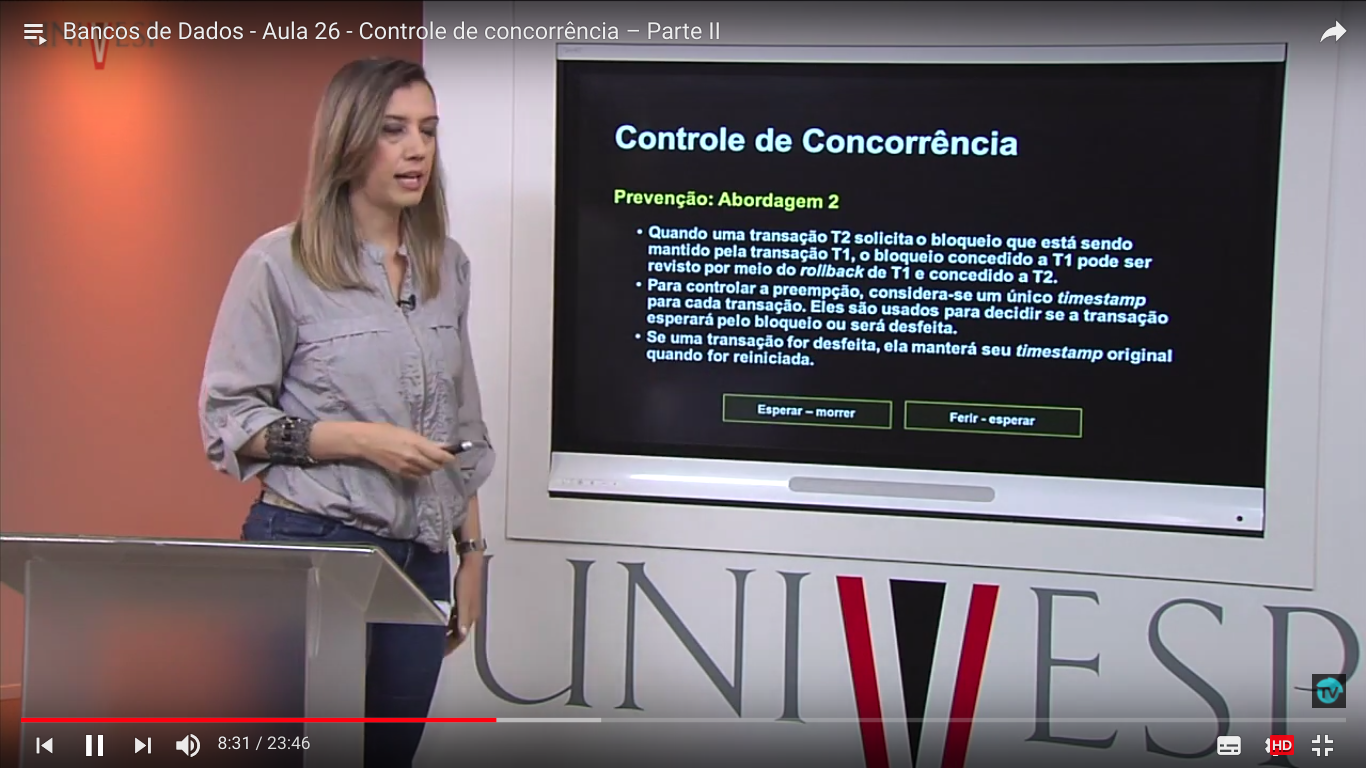 Bancos de Dados - Aula 26 - Controle de concorrência – Parte II
UNIVESP
Controle de Concorrência
Prevenção: Abordagem 2
• Quando uma transação T2 solicita o bloqueio que está sendo
mantido pela transação T1, o bloqueio concedido a T1 pode ser
revisto por meio do rollback de T1 e concedido a T2.
• Para controlar a preempção, considera-se um único timestamp
para cada transação. Eles são usados para decidir se a transação
esperará pelo bloqueio ou será desfeita.
• Se uma transação for desfeita, ela manterá seu timestamp original
quando for reiniciada.
Esperar – morrer
Ferir - esperar
UNIVESP
TV
8:31 / 23:46
HD